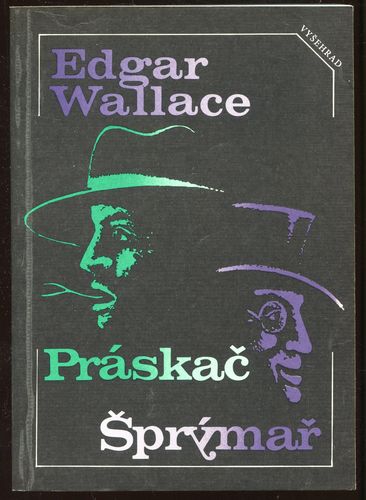 Edgar
Wallace
VYŠEHRAD
Práskač
Šprýmař